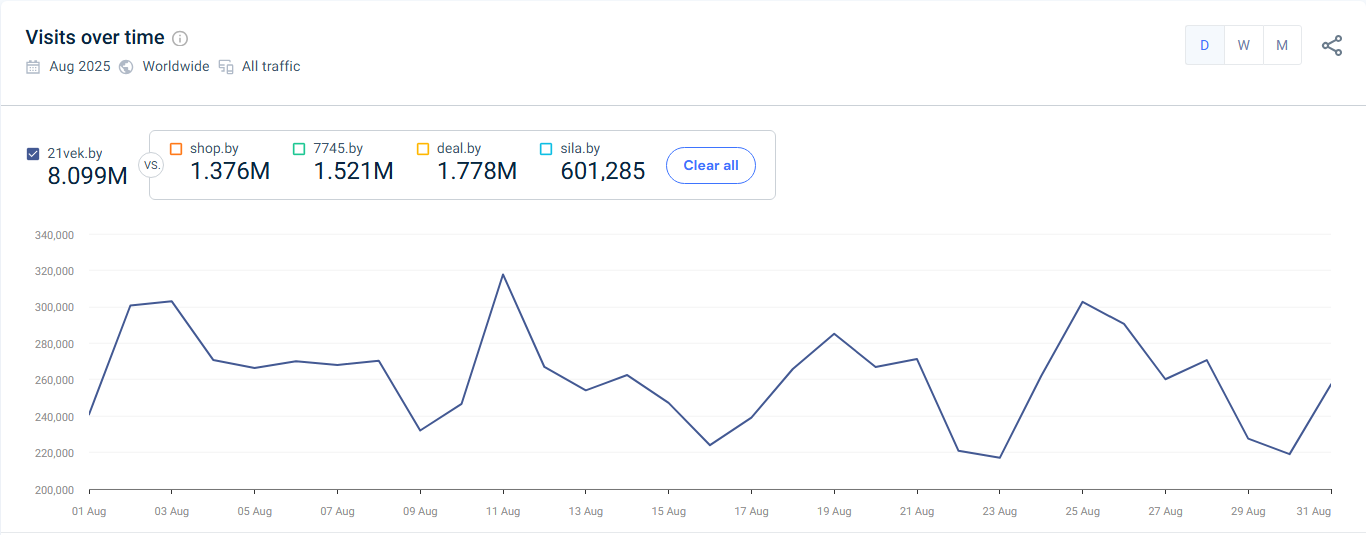 Visits over time
Aug 2025 Worldwide All traffic
D W M
21vek.by
8.099M
VS.
shop.by
1.376M
7745.by
1.521M
deal.by
1.778M
sila.by
601,285
Clear all
340,000
320,000
300,000
280,000
260,000
240,000
220,000
200,000
01 Aug 03 Aug 05 Aug 07 Aug 09 Aug 11 Aug 13 Aug 15 Aug 17 Aug 19 Aug 21 Aug 23 Aug 25 Aug 27 Aug 29 Aug 31 Aug